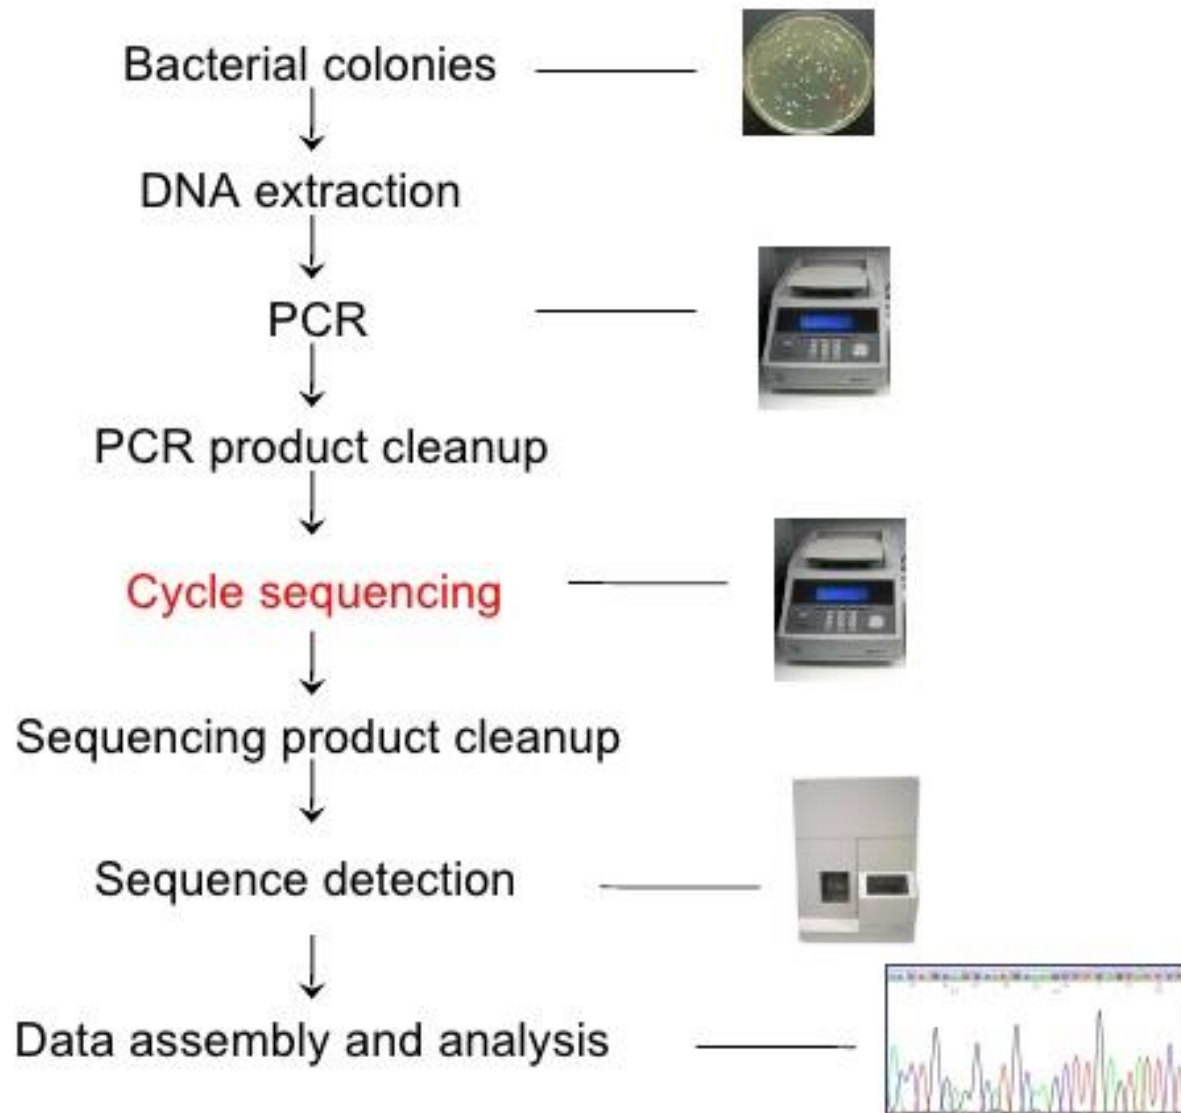 Bacterial colonies
DNA extraction
PCR
PCR product cleanup
Cycle sequencing
Sequencing product cleanup
Sequence detection
Data assembly and analysis